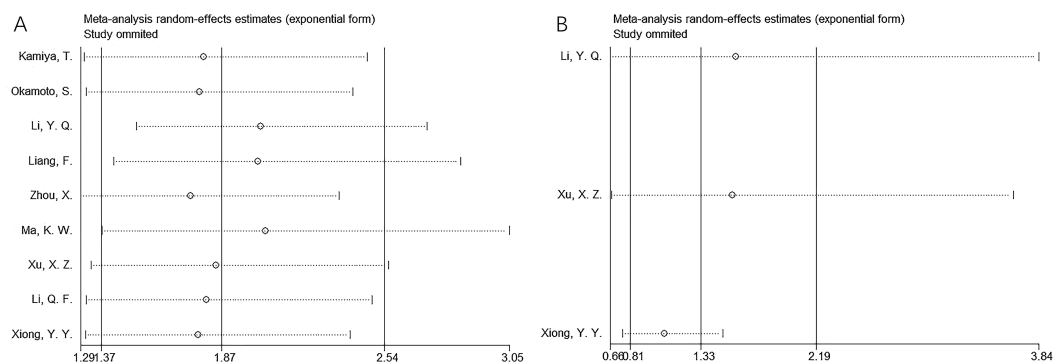 A
Meta-analysis random-effects estimates (exponential form)
Study ommited
Kamiya, T.
Okamoto, S.
Li, Y. Q.
Liang, F.
Zhou, X.
Ma, K. W.
Xu, X. Z.
Li, Q. F.
Xiong, Y. Y.
1.29 1.37 1.87 2.54 3.05
B
Meta-analysis random-effects estimates (exponential form)
Study ommited
Li, Y. Q.
Xu, X. Z.
Xiong, Y. Y.
0.66 0.81 1.33 2.19 3.84